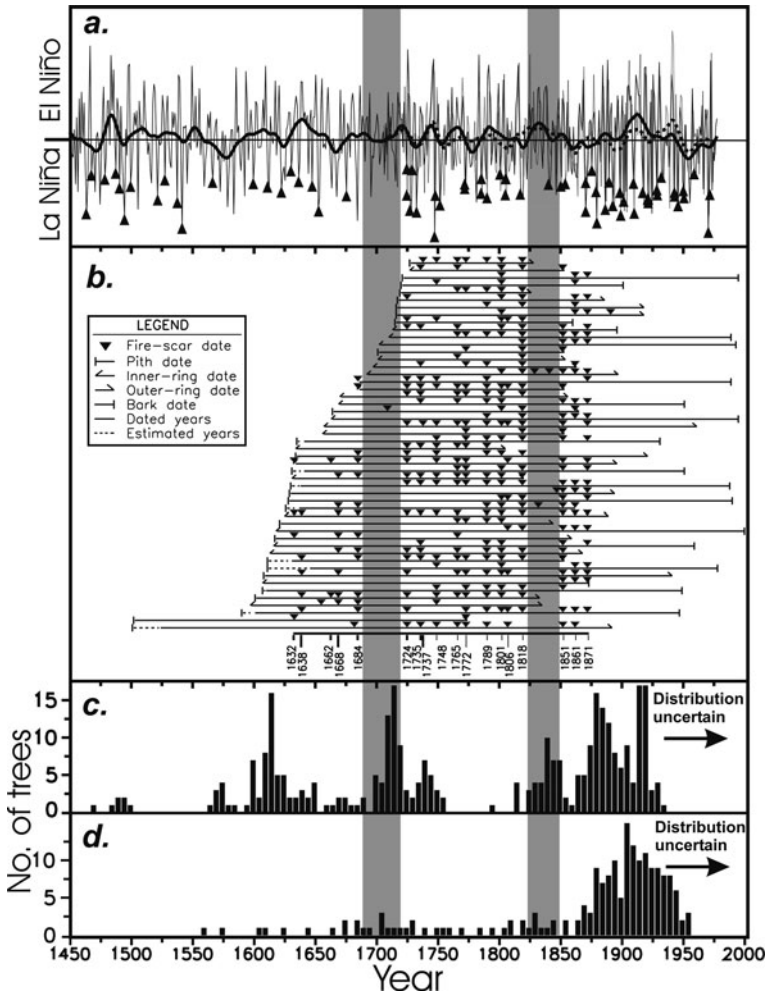 a.
La Niña El Niño
b.
LEGEND
Fire-scar date
Pith date
Inner-ring date
Outer-ring date
Bark date
Dated years
Estimated years
1632
1638
1662
1668
1684
1724
1735
1737
1748
1765
1772
1789
1801
1806
1818
1851
1861
1871
c.
Distribution
uncertain
15
10
5
0
No. of trees
d.
Distribution
uncertain
10
5
0
1450 1500 1550 1600 1650 1700 1750 1800 1850 1900 1950 2000
Year